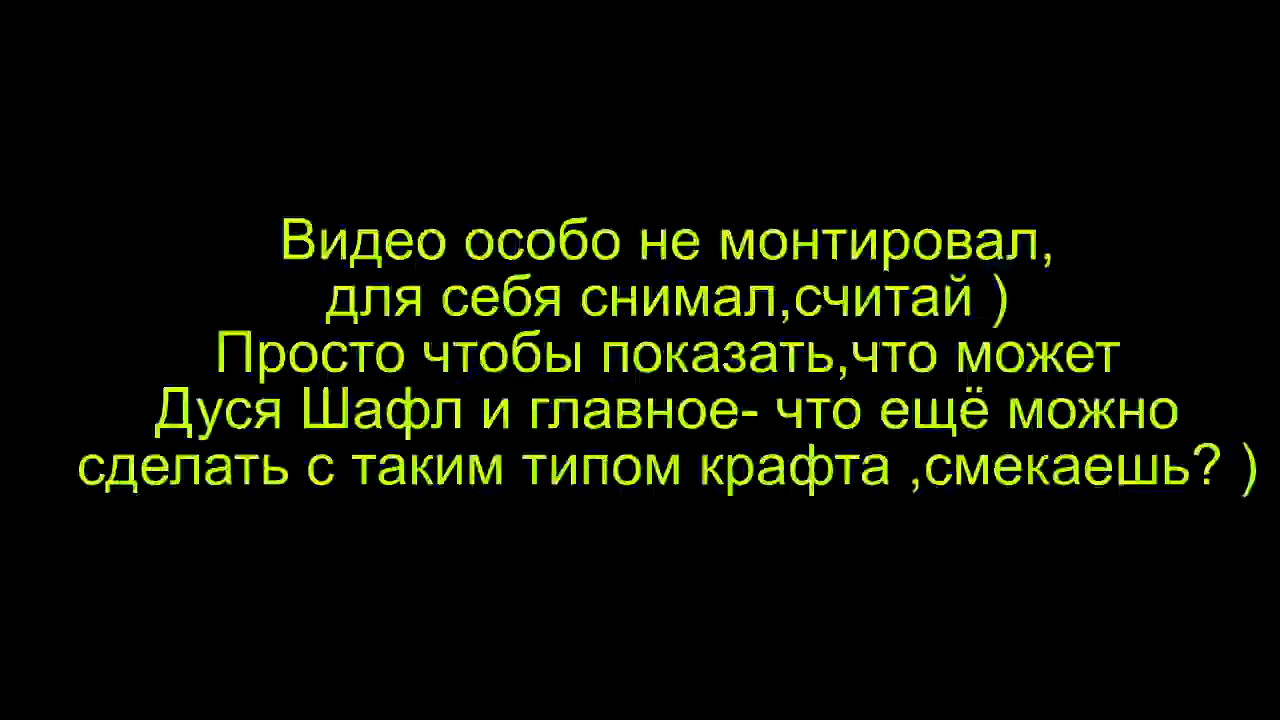 Видео особо не монтировал,
для себя снимал,считай )
Просто чтобы показать,что может
Дуся Шафл и главное- что ещё можно
сделать с таким типом крафта ,смекаешь? )